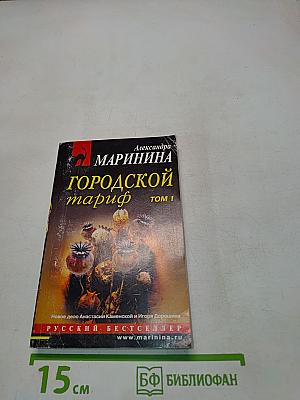 Александра
МАРИНИНА
ГОРОДСКОЙ
тариф ТОМ 1
Новое дело Анастасии Каменской и Игоря Дорошина
РУССКИЙ БЕСТСЕЛЛЕР
www.marinina.ru
15 см
БФ БИБЛИОФАН